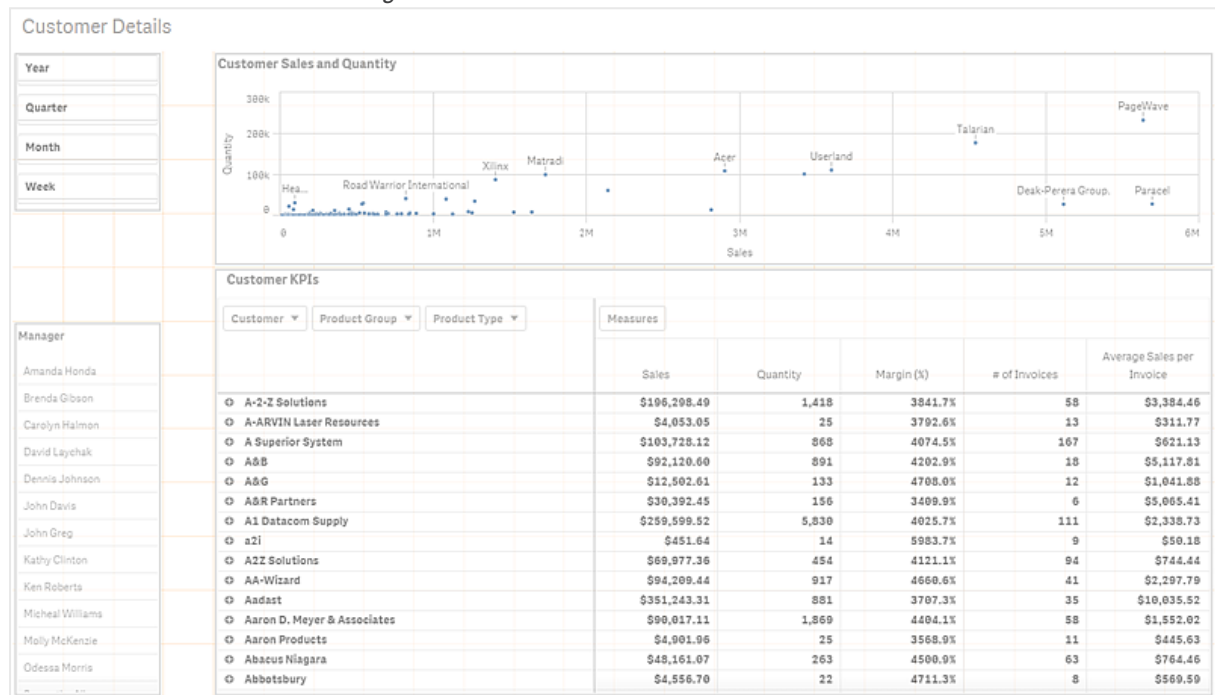 Customer Details
Year
Quarter
Month
Week
Customer Sales and Quantity
Quantity
300k
200k
100k
0
PageWave
Talarian
Acer
Userland
Xilinx
Matradi
Hea...
Road Warrior International
Deak-Perera Group.
Paracel
0 1M 2M 3M 4M 5M 6M
Sales
Manager
Amanda Honda
Brenda Gibson
Carolyn Halmon
David Laychak
Dennis Johnson
John Davis
John Greg
Kathy Clinton
Ken Roberts
Micheal Williams
Molly McKenzie
Odessa Morris
Customer KPIs
Customer Product Group Product Type Measures
Sales Quantity Margin (%) # of Invoices Average Sales per
Invoice
A-2-Z Solutions $196,298.49 1,418 3841.7% 58 $3,384.46
A-ARVIN Laser Resources $4,053.05 25 3792.6% 13 $311.77
A Superior System $103,728.12 868 4074.5% 167 $621.13
A&B $92,120.60 891 4202.9% 18 $5,117.81
A&G $12,502.61 133 4708.0% 12 $1,041.88
A&R Partners $30,392.45 156 3409.9% 6 $5,065.41
A1 Datacom Supply $259,599.52 5,830 4025.7% 111 $2,338.73
a2i $451.64 14 5983.7% 9 $50.18
A2Z Solutions $69,977.36 454 4121.1% 94 $744.44
AA-Wizard $94,209.44 917 4660.6% 41 $2,297.79
Aadast $351,243.31 881 3707.3% 35 $10,035.52
Aaron D. Meyer & Associates $90,017.11 1,869 4404.1% 58 $1,552.02
Aaron Products $4,901.96 25 3568.9% 11 $445.63
Abacus Niagara $48,161.07 263 4500.9% 63 $764.46
Abbotsbury $4,556.70 22 4711.3% 8 $569.59